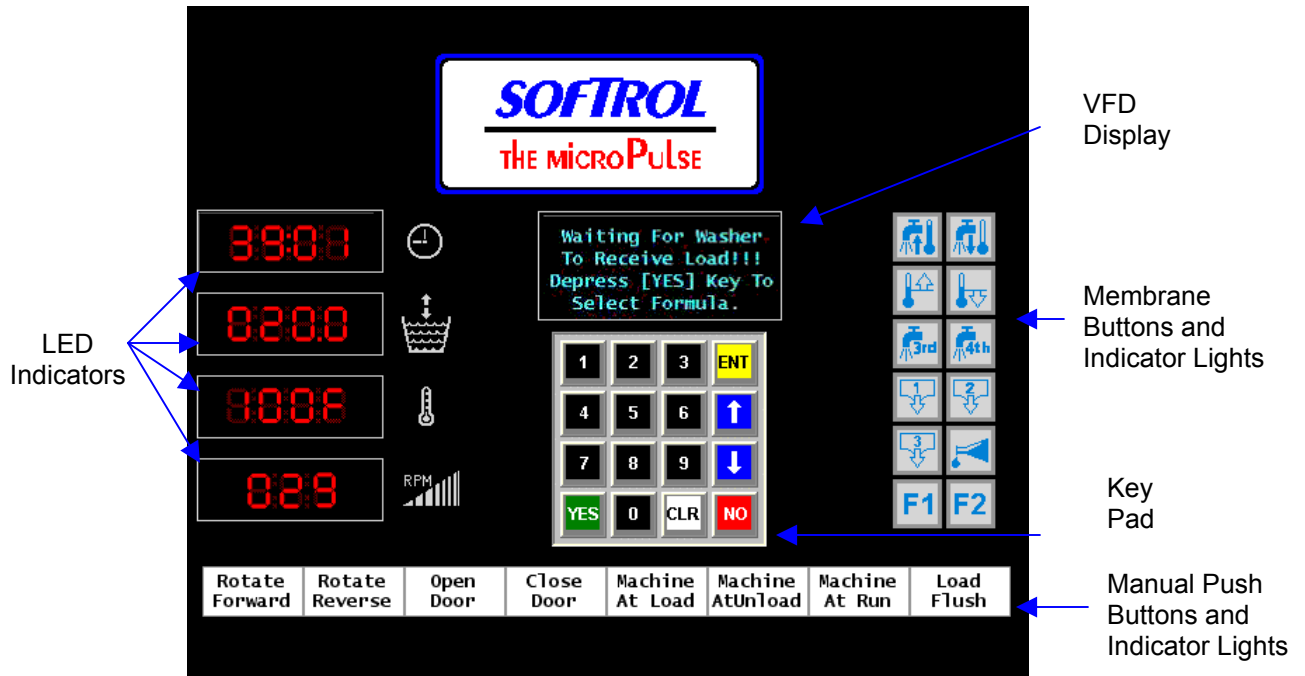 SOFTROL
THE MicRoPulse
VFD
Display
39:01
Waiting For Washer
To Receive Load!!!
Depress [YES] Key To
Select Formula.
020.0
LED
Indicators
Membrane
Buttons and
Indicator Lights
3rd
4th
1
2
3
ENT
100F
4
5
6
1
2
7
8
9
3
029
RPM
YES
0
CLR
NO
F1
F2
Key
Pad
Rotate
Forward
Rotate
Reverse
Open
Door
Close
Door
Machine
At Load
Machine
AtUnload
Machine
At Run
Load
Flush
Manual Push
Buttons and
Indicator Lights